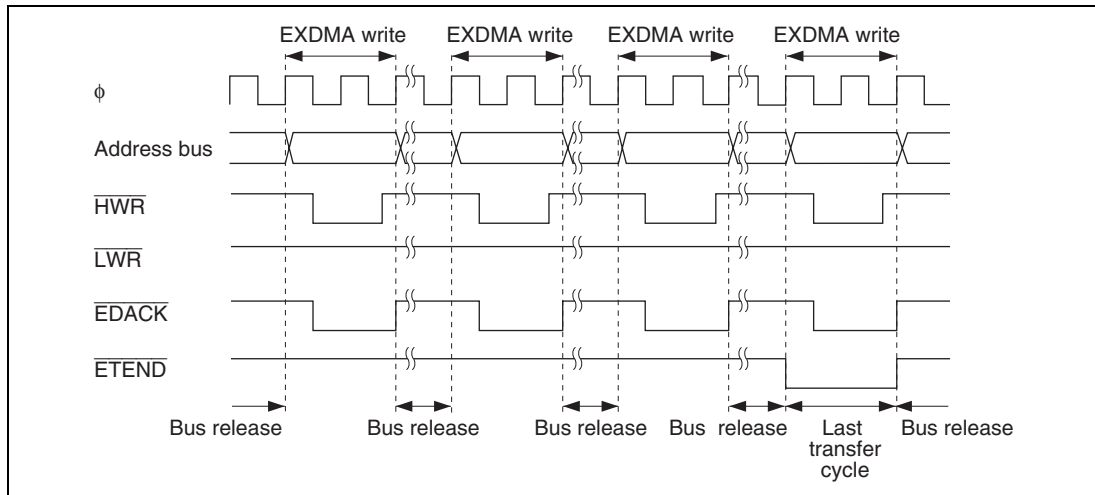 EXDMA write EXDMA write EXDMA write EXDMA write
φ
Address bus
HWR
LWR
EDACK
ETEND
Bus release Bus release Bus release Bus release Last transfer cycle Bus release